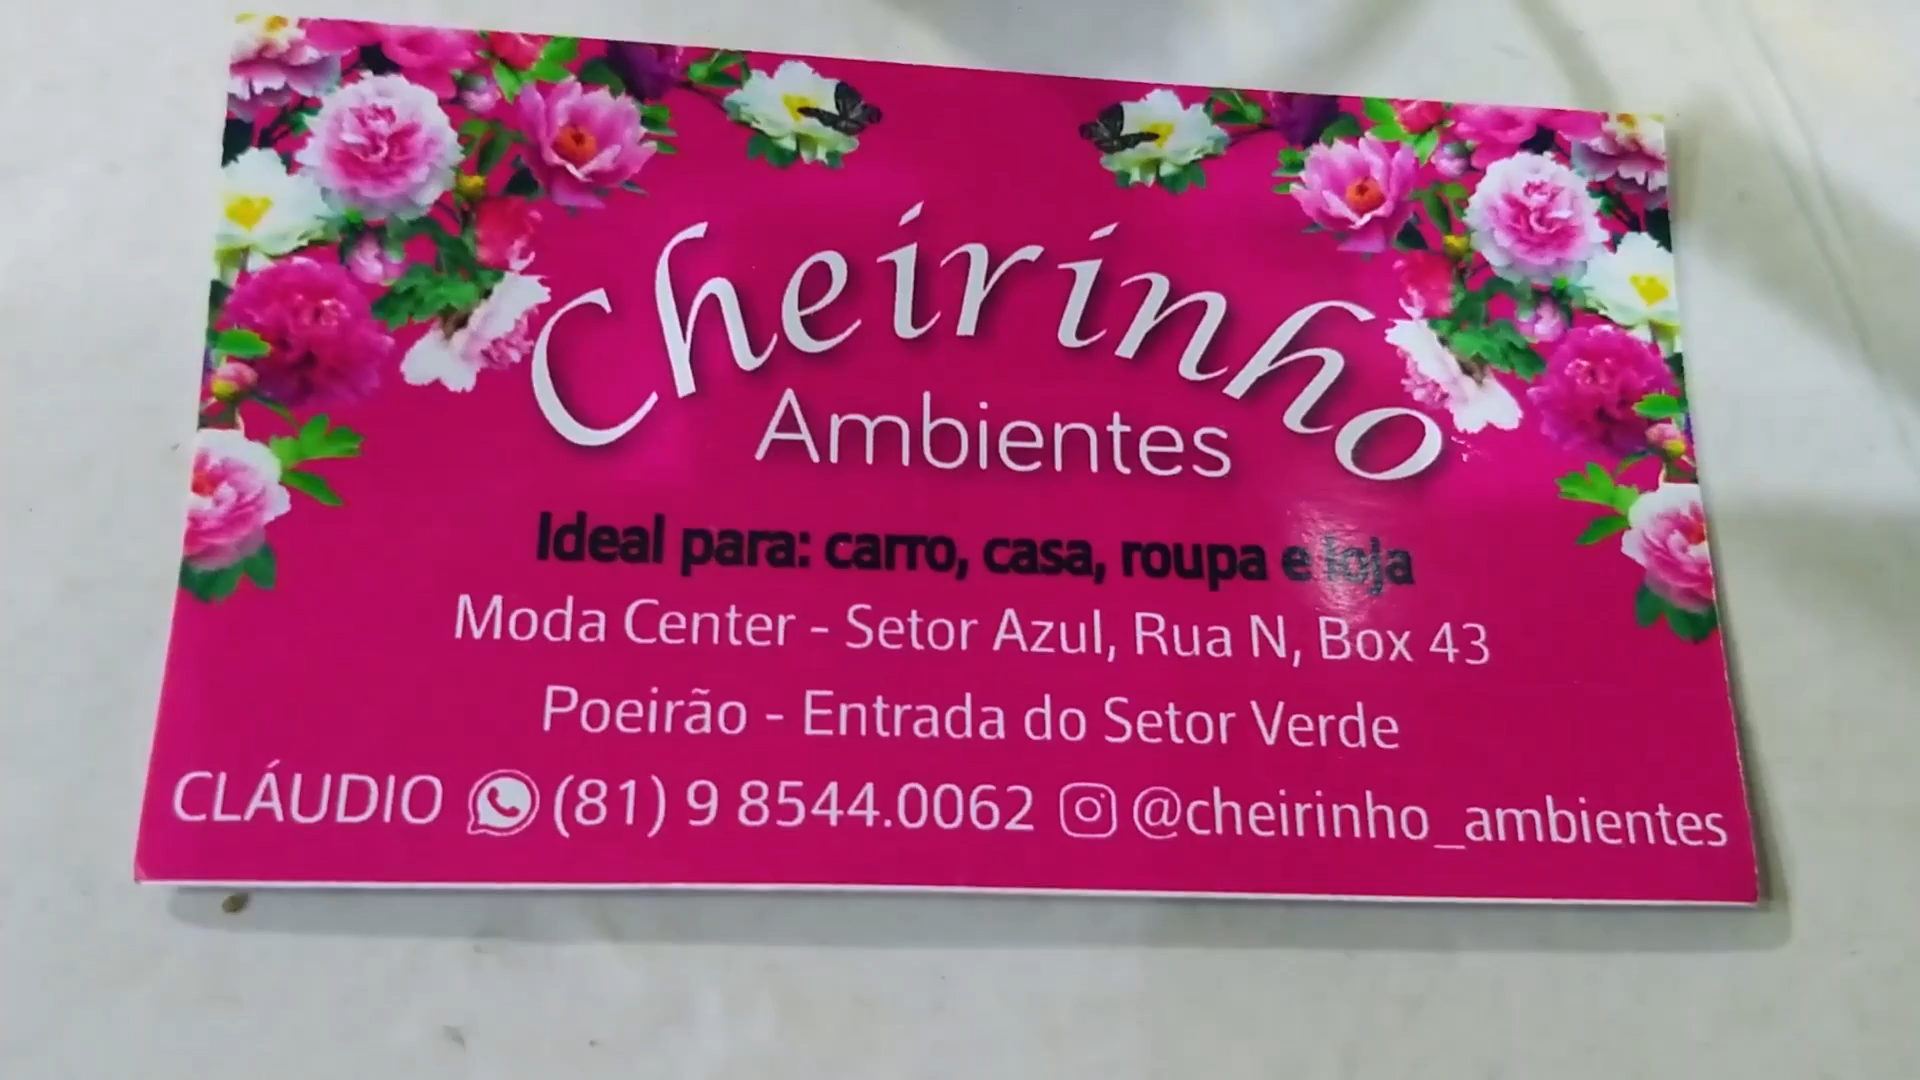 Cheirinho
Ambientes
Ideal para: carro, casa, roupa e loja
Moda Center - Setor Azul, Rua N, Box 43
Poeirão - Entrada do Setor Verde
CLÁUDIO (81) 9 8544.0062 @cheirinho_ambientes